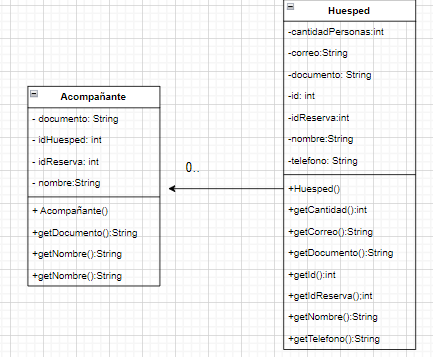 Huesped
-cantidadPersonas:int
-correo:String
-documento: String
-id: int
-idReserva:int
-nombre:String
-telefono: String
+Huesped()
+getCantidad():int
+getCorreo():String
+getDocumento():String
+getId():int
+getIdReserva():int
+getNombre():String
+getTelefono():String
Acompañante
- documento: String
- idHuesped: int
- idReserva: int
- nombre:String
+ Acompañante()
+getDocumento():String
+getNombre():String
+getNombre():String
0..